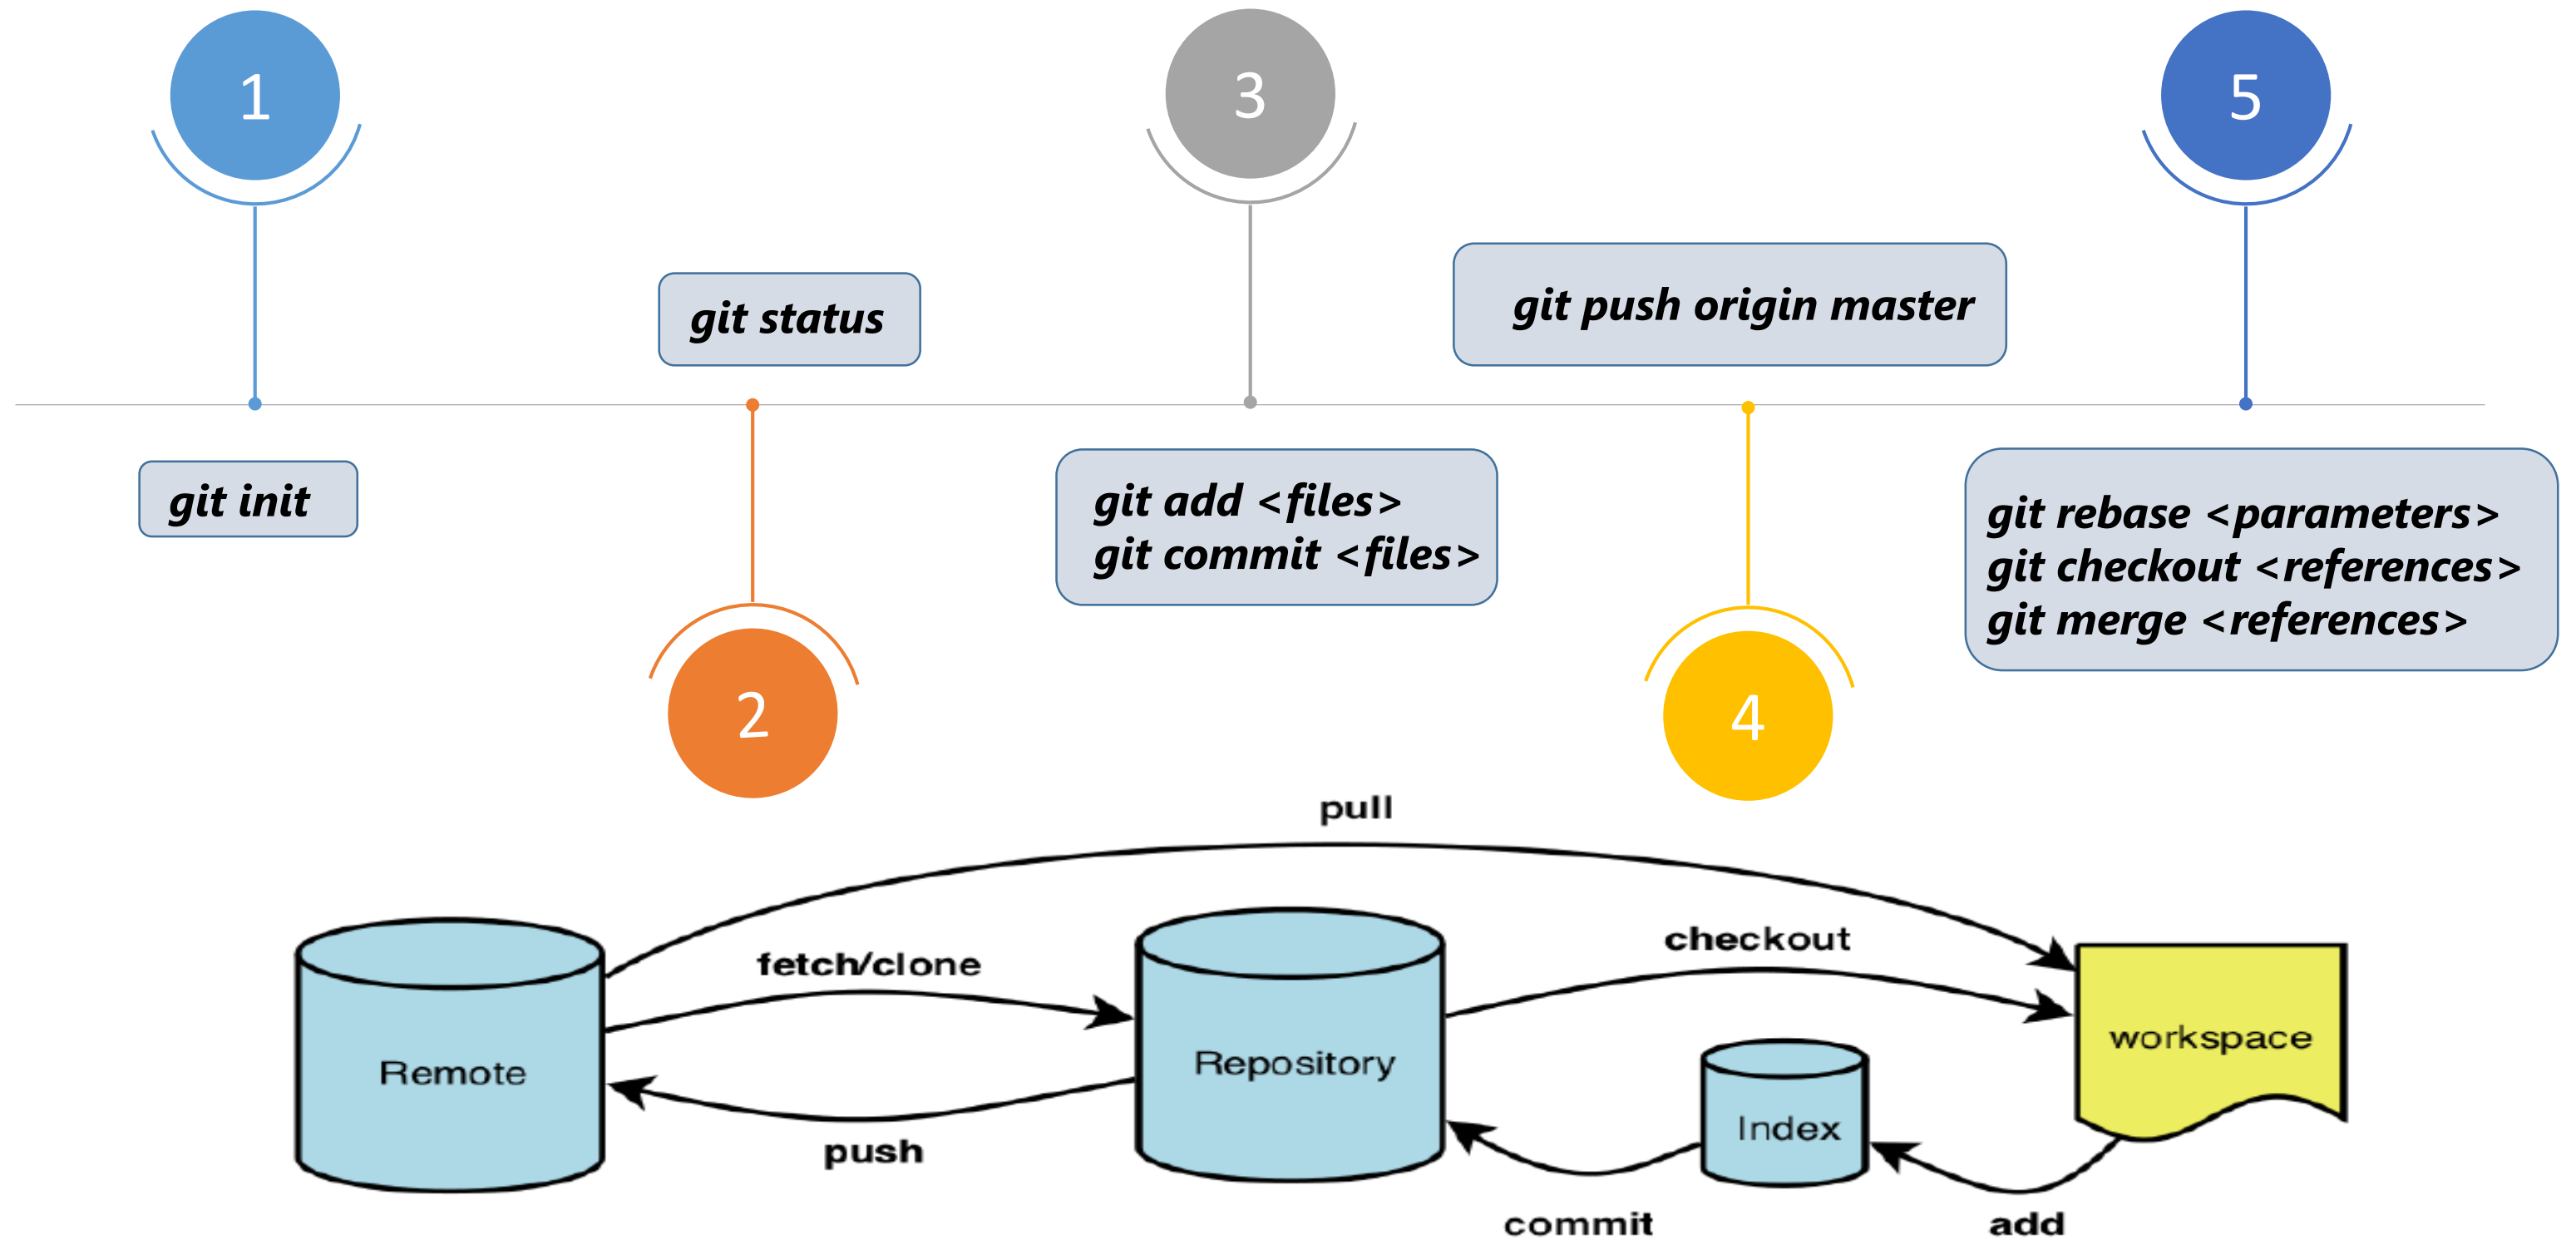 1
3
5
git status
git push origin master
git init
git add <files>
git commit <files>
git rebase <parameters>
git checkout <references>
git merge <references>
2
4
pull
fetch/clone
checkout
Remote
Repository
workspace
Index
push
commit
add